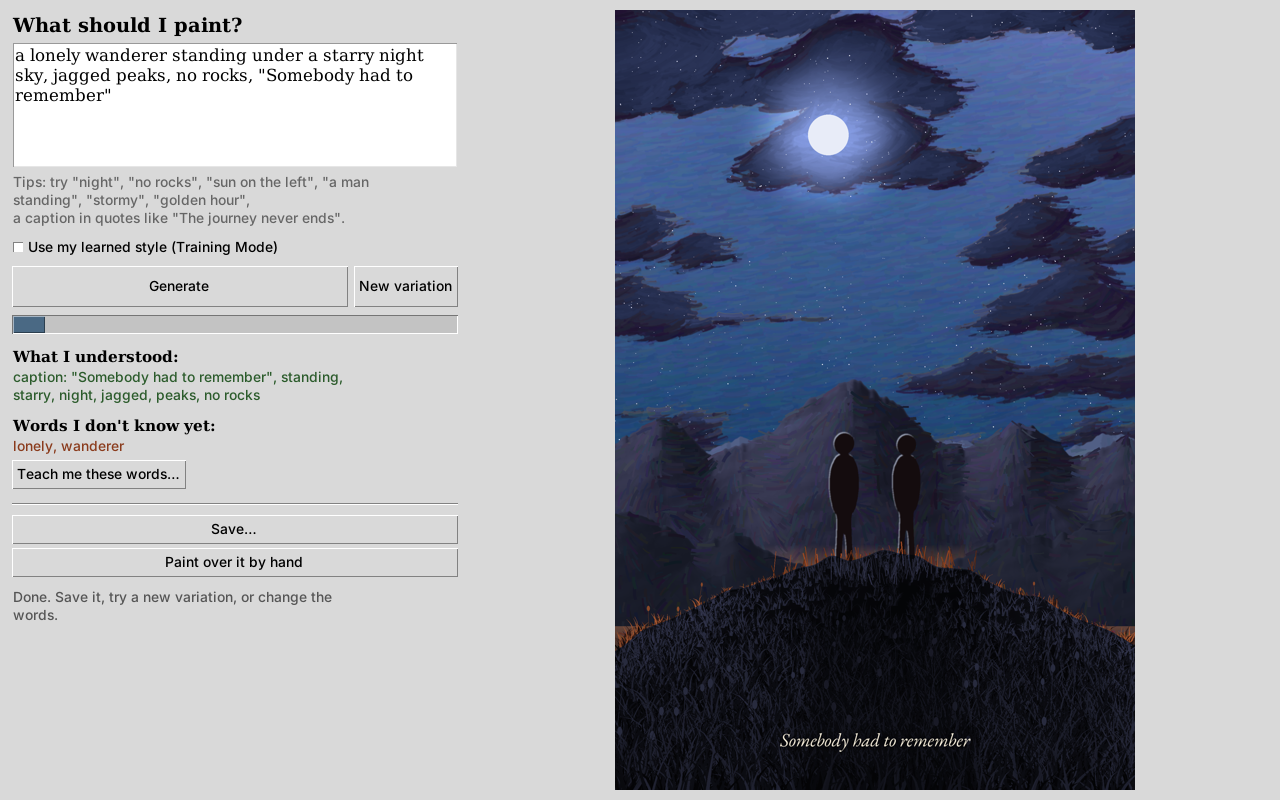 What should I paint?
a lonely wanderer standing under a starry night
sky, jagged peaks, no rocks, "Somebody had to
remember"
Tips: try "night", "no rocks", "sun on the left", "a man
standing", "stormy", "golden hour",
a caption in quotes like "The journey never ends".
Use my learned style (Training Mode)
Generate
New variation
What I understood:
caption: "Somebody had to remember", standing,
starry, night, jagged, peaks, no rocks
Words I don't know yet:
lonely, wanderer
Teach me these words...
Save...
Paint over it by hand
Done. Save it, try a new variation, or change the
words.
Somebody had to remember